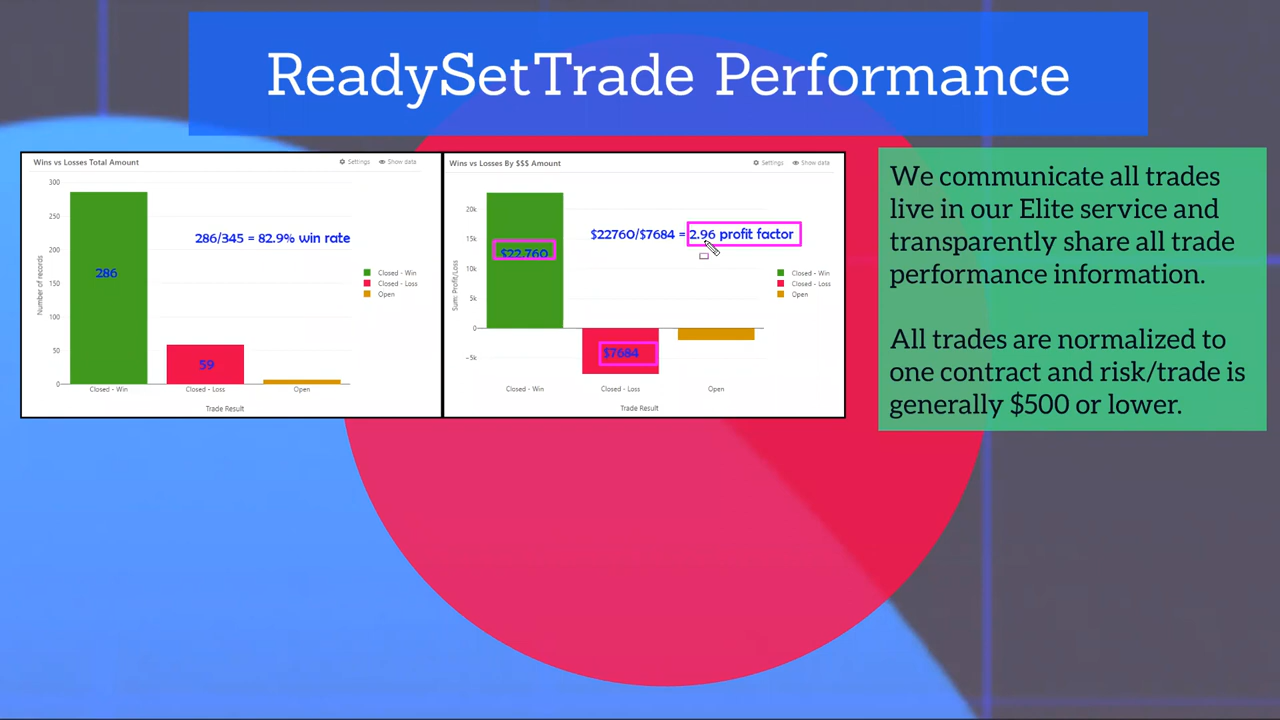 ReadySetTrade Performance
Wins vs Losses Total Amount
Settings
Show data
300
250
200
150
100
50
0
Number of records
286
59
286/345 = 82.9% win rate
Closed - Win
Closed - Loss
Open
Closed - Win
Closed - Loss
Open
Trade Result
Wins vs Losses By $$$ Amount
Settings
Show data
20k
15k
10k
5k
0
-5k
Sum: Profit/Loss
$22,760
$7684
$22760/$7684 = 2.96 profit factor
Closed - Win
Closed - Loss
Open
Closed - Win
Closed - Loss
Open
Trade Result
We communicate all trades
live in our Elite service and
transparently share all trade
performance information.
All trades are normalized to
one contract and risk/trade is
generally $500 or lower.